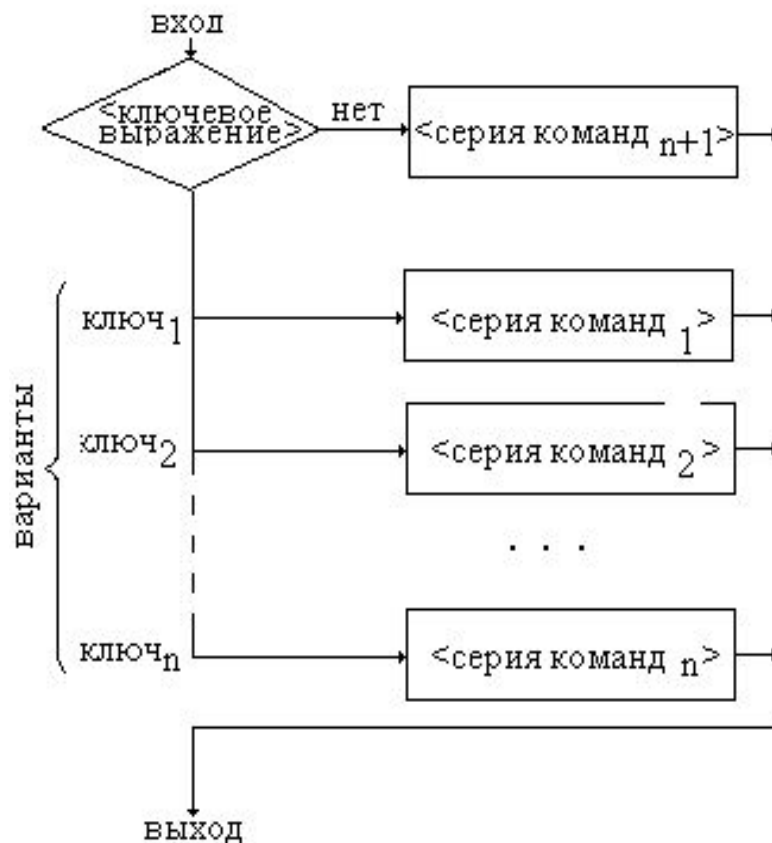 вход
<ключевое
выражение>
нет
<серия команд n+1>
ключ1
<серия команд 1>
ключ2
<серия команд 2>
варианты
. . .
ключn
<серия команд n>
выход